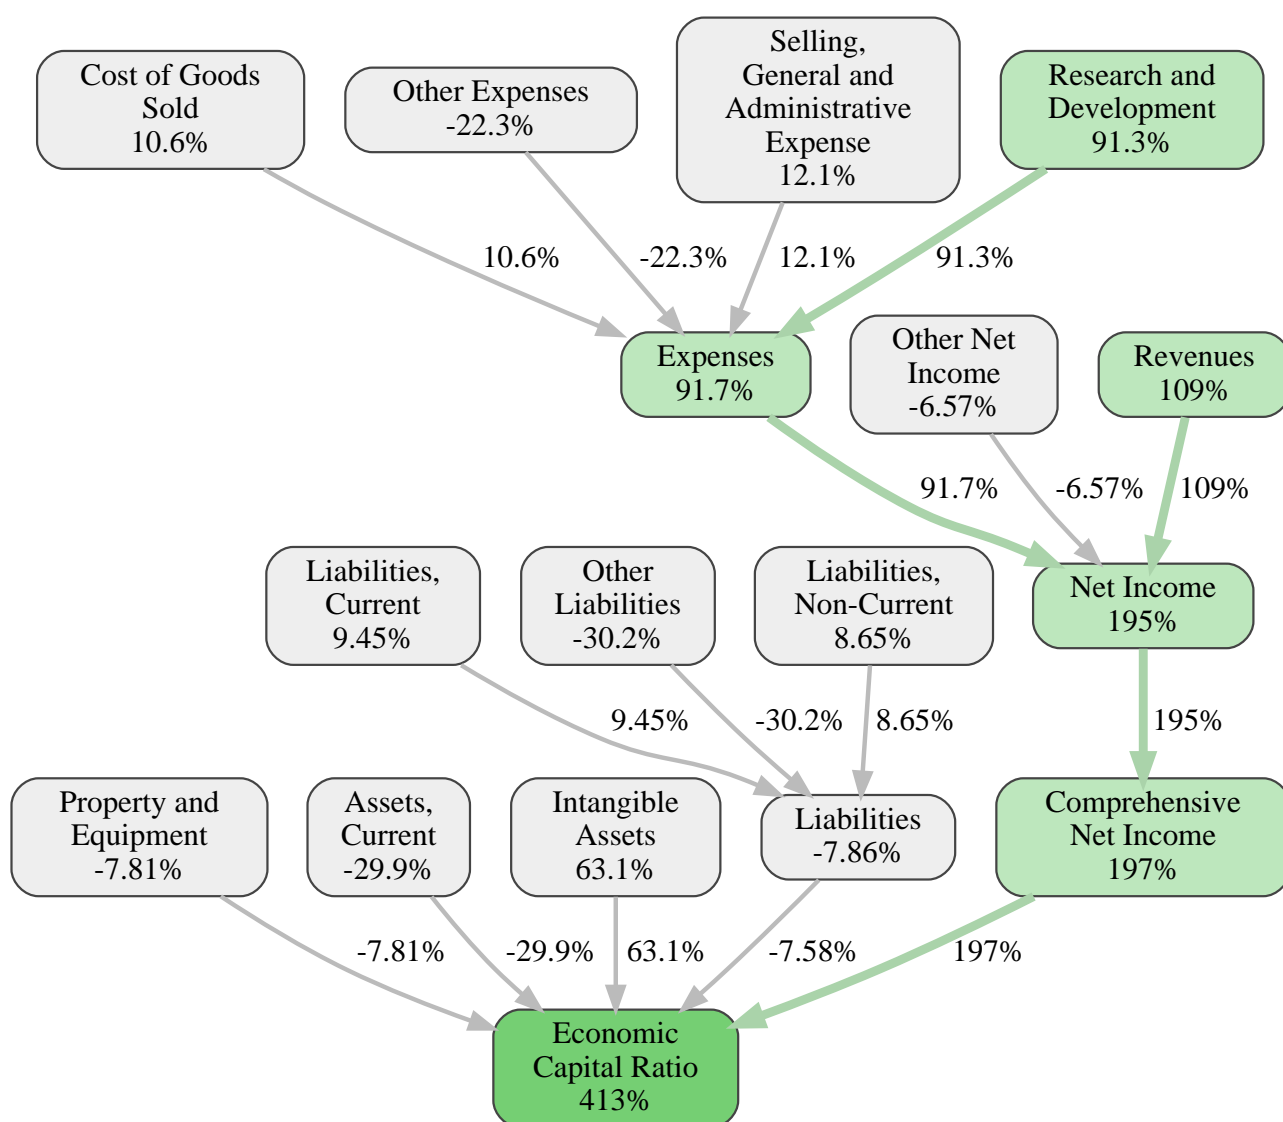 Cost of Goods
Sold
10.6%
Other Expenses
-22.3%
Selling,
General and
Administrative
Expense
12.1%
Research and
Development
91.3%
10.6%
-22.3%
12.1%
91.3%
Expenses
91.7%
Other Net
Income
-6.57%
Revenues
109%
91.7%
-6.57%
109%
Liabilities,
Current
9.45%
Other
Liabilities
-30.2%
Liabilities,
Non-Current
8.65%
Net Income
195%
9.45%
-30.2%
8.65%
195%
Property and
Equipment
-7.81%
Assets,
Current
-29.9%
Intangible
Assets
63.1%
Liabilities
-7.86%
Comprehensive
Net Income
197%
-7.81%
-29.9%
63.1%
-7.58%
197%
Economic
Capital Ratio
413%